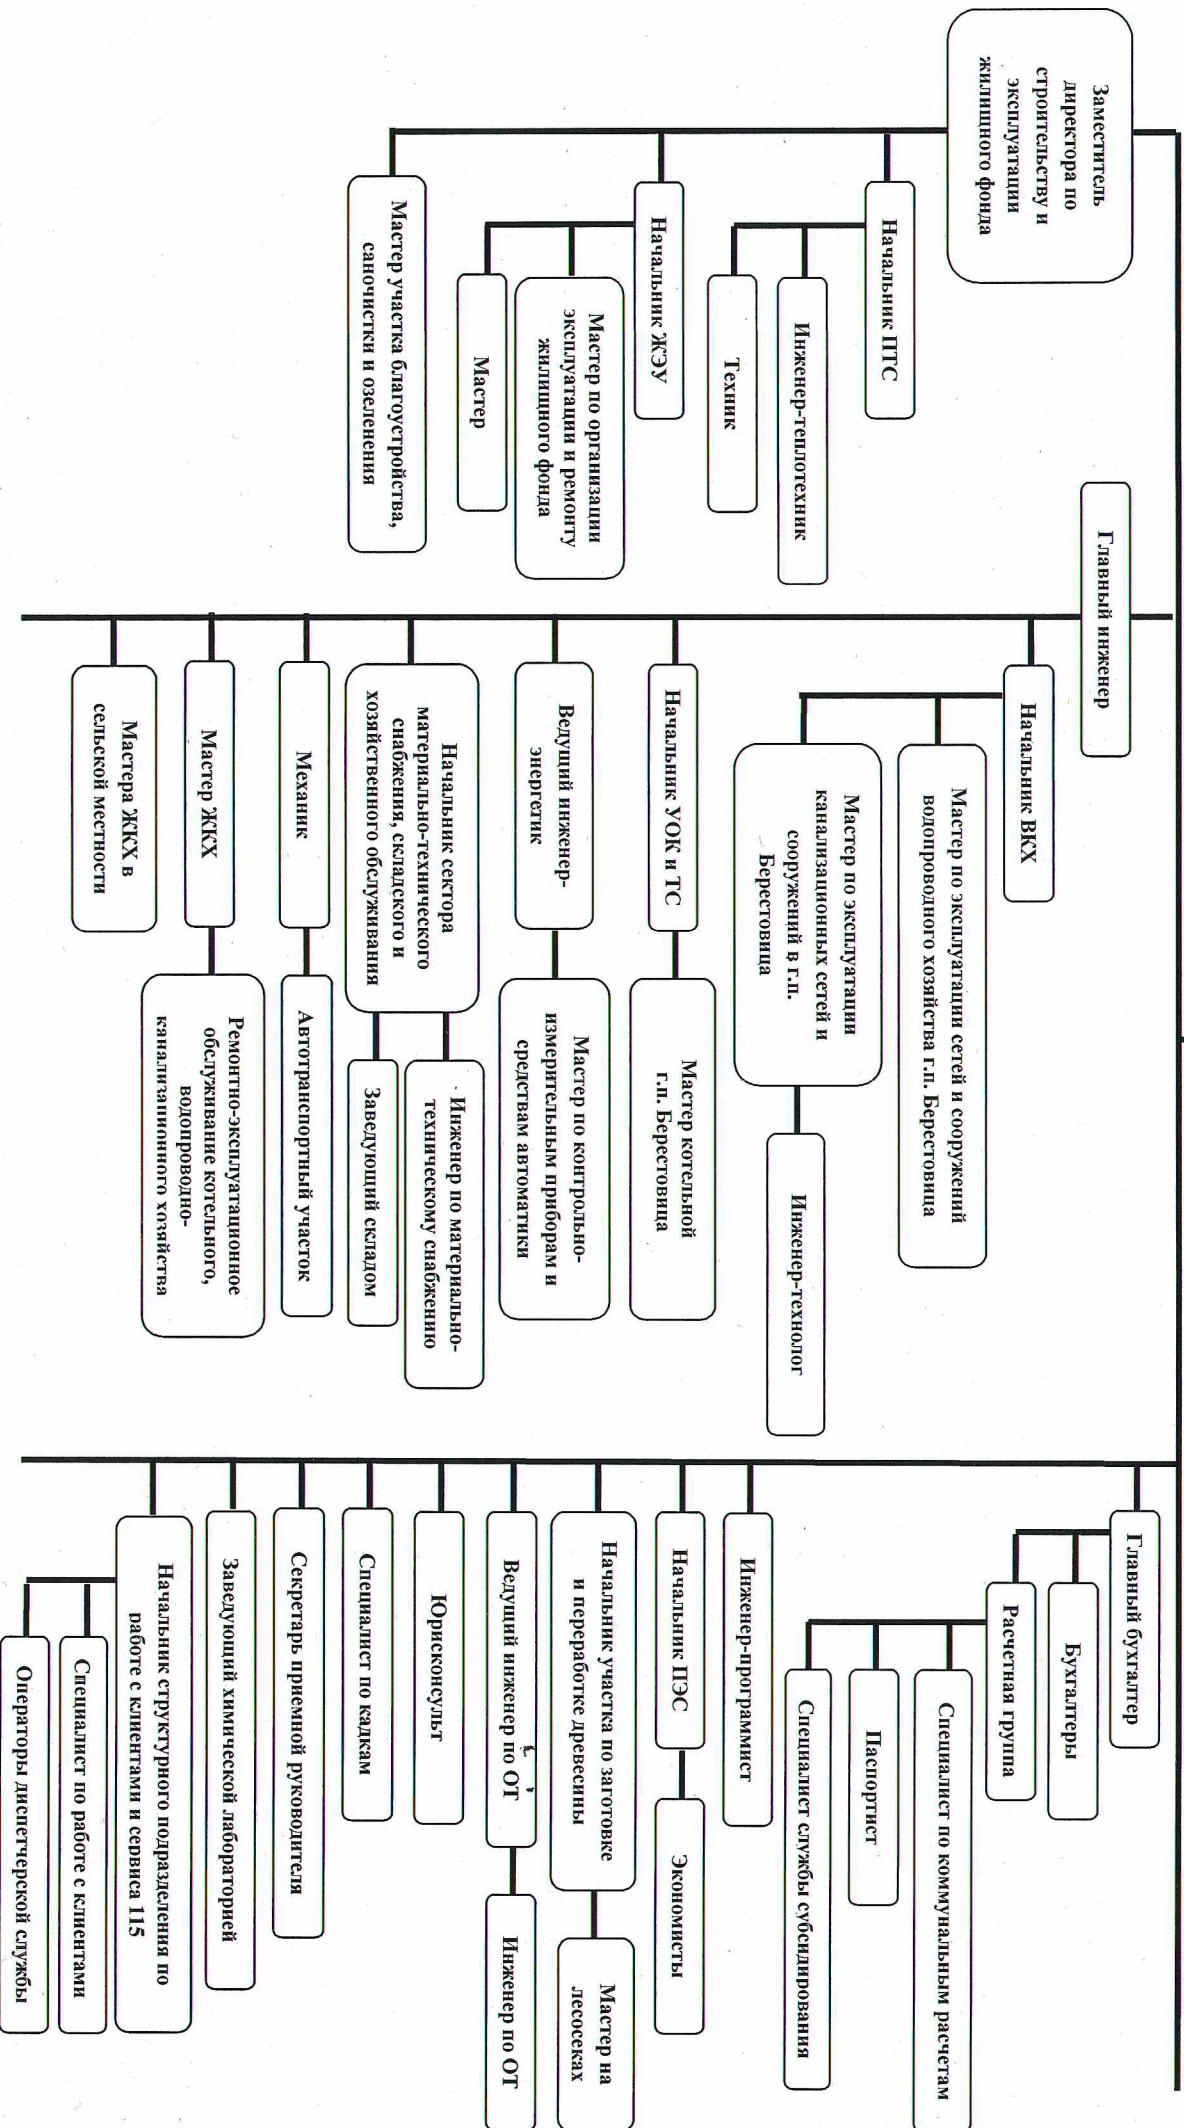 Заместитель
директора по
строительству и
эксплуатации
жилищного фонда
Начальник ПТС
Инженер-теплотехник
Техник
Начальник ЖЭУ
Мастер по организации
эксплуатации и ремонту
жилищного фонда
Мастер
Мастер участка благоустройства,
саночистки и озеленения
Главный инженер
Начальник ВКХ
Мастер по эксплуатации сетей и сооружений
водопроводного хозяйства г.п. Берестовица
Мастер по эксплуатации
канализационных сетей и
сооружений в г.п.
Берестовица
Инженер-технолог
Начальник УОК и ТС
Мастер котельной
г.п. Берестовица
Ведущий инженер-
энергетик
Мастер по контрольно-
измерительным приборам и
средствам автоматики
Начальник сектора
материально-технического
снабжения, складского и
хозяйственного обслуживания
Инженер по материально-
техническому снабжению
Заведующий складом
Механик
Автотранспортный участок
Мастер ЖКХ
Ремонтно-эксплуатационное
обслуживание котельного,
водопроводно-
канализационного хозяйства
Мастера ЖКХ в
сельской местности
Главный бухгалтер
Бухгалтеры
Расчетная группа
Специалист по коммунальным расчетам
Паспортист
Специалист службы субсидирования
Инженер-программист
Начальник ПЭС
Экономисты
Начальник участка по заготовке
и переработке древесины
Мастер на
лесосеках
Ведущий инженер по ОТ
Инженер по ОТ
Юрисконсульт
Специалист по кадкам
Секретарь приемной руководителя
Заведующий химической лабораторией
Начальник структурного подразделения по
работе с клиентами и сервиса 115
Специалист по работе с клиентами
Операторы диспетчерской службы